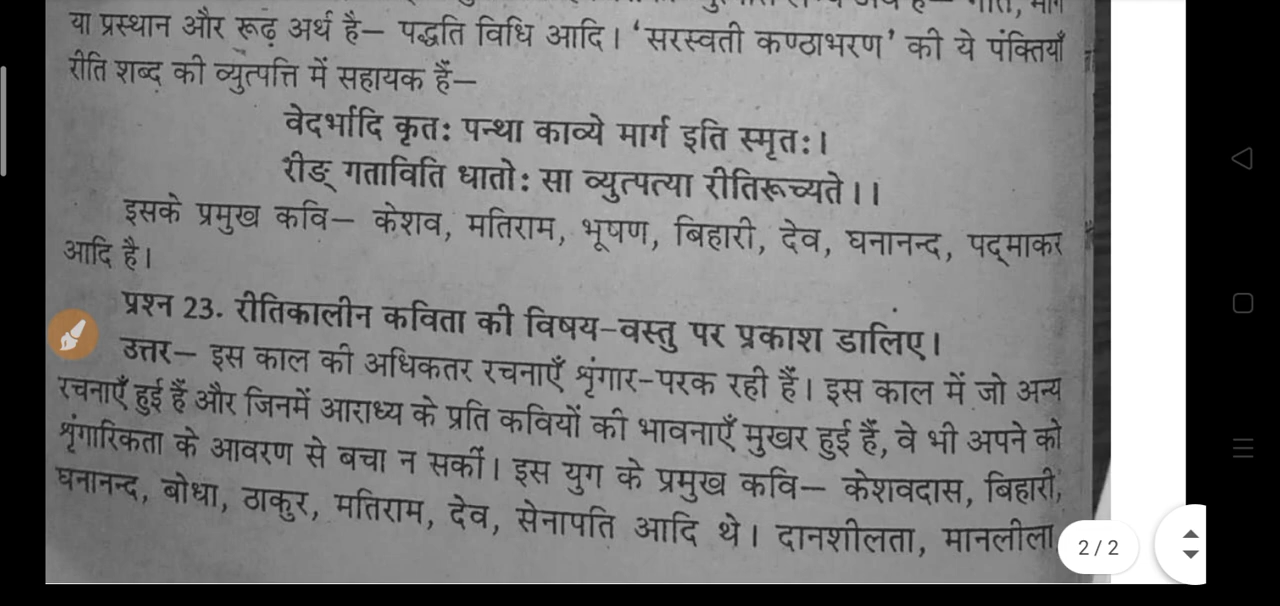 या प्रस्थान और रूढ़ अर्थ है– पद्धति विधि आदि। ‘सरस्वती कण्ठाभरण’ की ये पंक्तियाँ
रीति शब्द की व्युत्पत्ति में सहायक हैं–
वेदर्भादि कृतः पन्था काव्ये मार्ग इति स्मृतः।
रीङ् गताविति धातोः सा व्युत्पत्या रीतिरूच्यते।।
इसके प्रमुख कवि– केशव, मतिराम, भूषण, बिहारी, देव, घनानन्द, पद्‌माकर
आदि है।
प्रश्न 23. रीतिकालीन कविता की विषय-वस्तु पर प्रकाश डालिए।
उत्तर– इस काल की अधिकतर रचनाएँ शृंगार-परक रही हैं। इस काल में जो अन्य
रचनाएँ हुई हैं और जिनमें आराध्य के प्रति कवियों की भावनाएँ मुखर हुई हैं, वे भी अपने को
शृंगारिकता के आवरण से बचा न सकीं। इस युग के प्रमुख कवि– केशवदास, बिहारी,
घनानन्द, बोधा, ठाकुर, मतिराम, देव, सेनापति आदि थे। दानशीलता, मानलीला
2/2